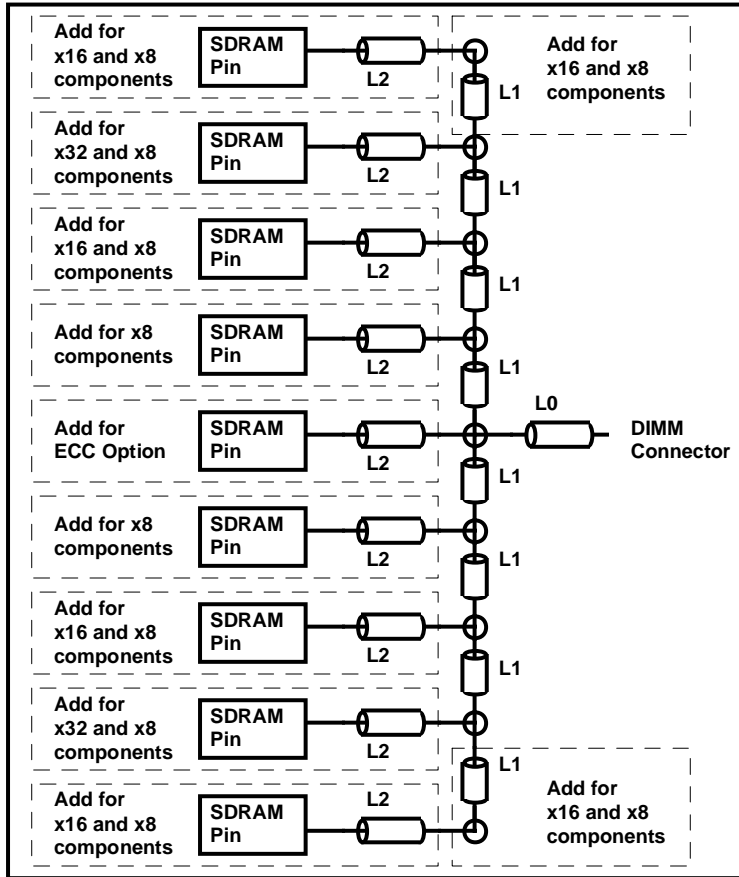 Add for
x16 and x8
components
SDRAM
Pin
L2
L1
Add for
x16 and x8
components
Add for
x32 and x8
components
SDRAM
Pin
L2
L1
Add for
x16 and x8
components
SDRAM
Pin
L2
L1
Add for x8
components
SDRAM
Pin
L2
L1
Add for
ECC Option
SDRAM
Pin
L2
L0
DIMM
Connector
L1
Add for x8
components
SDRAM
Pin
L2
L1
Add for
x16 and x8
components
SDRAM
Pin
L2
L1
Add for
x32 and x8
components
SDRAM
Pin
L2
L1
Add for
x16 and x8
components
Add for
x16 and x8
components
SDRAM
Pin
L2